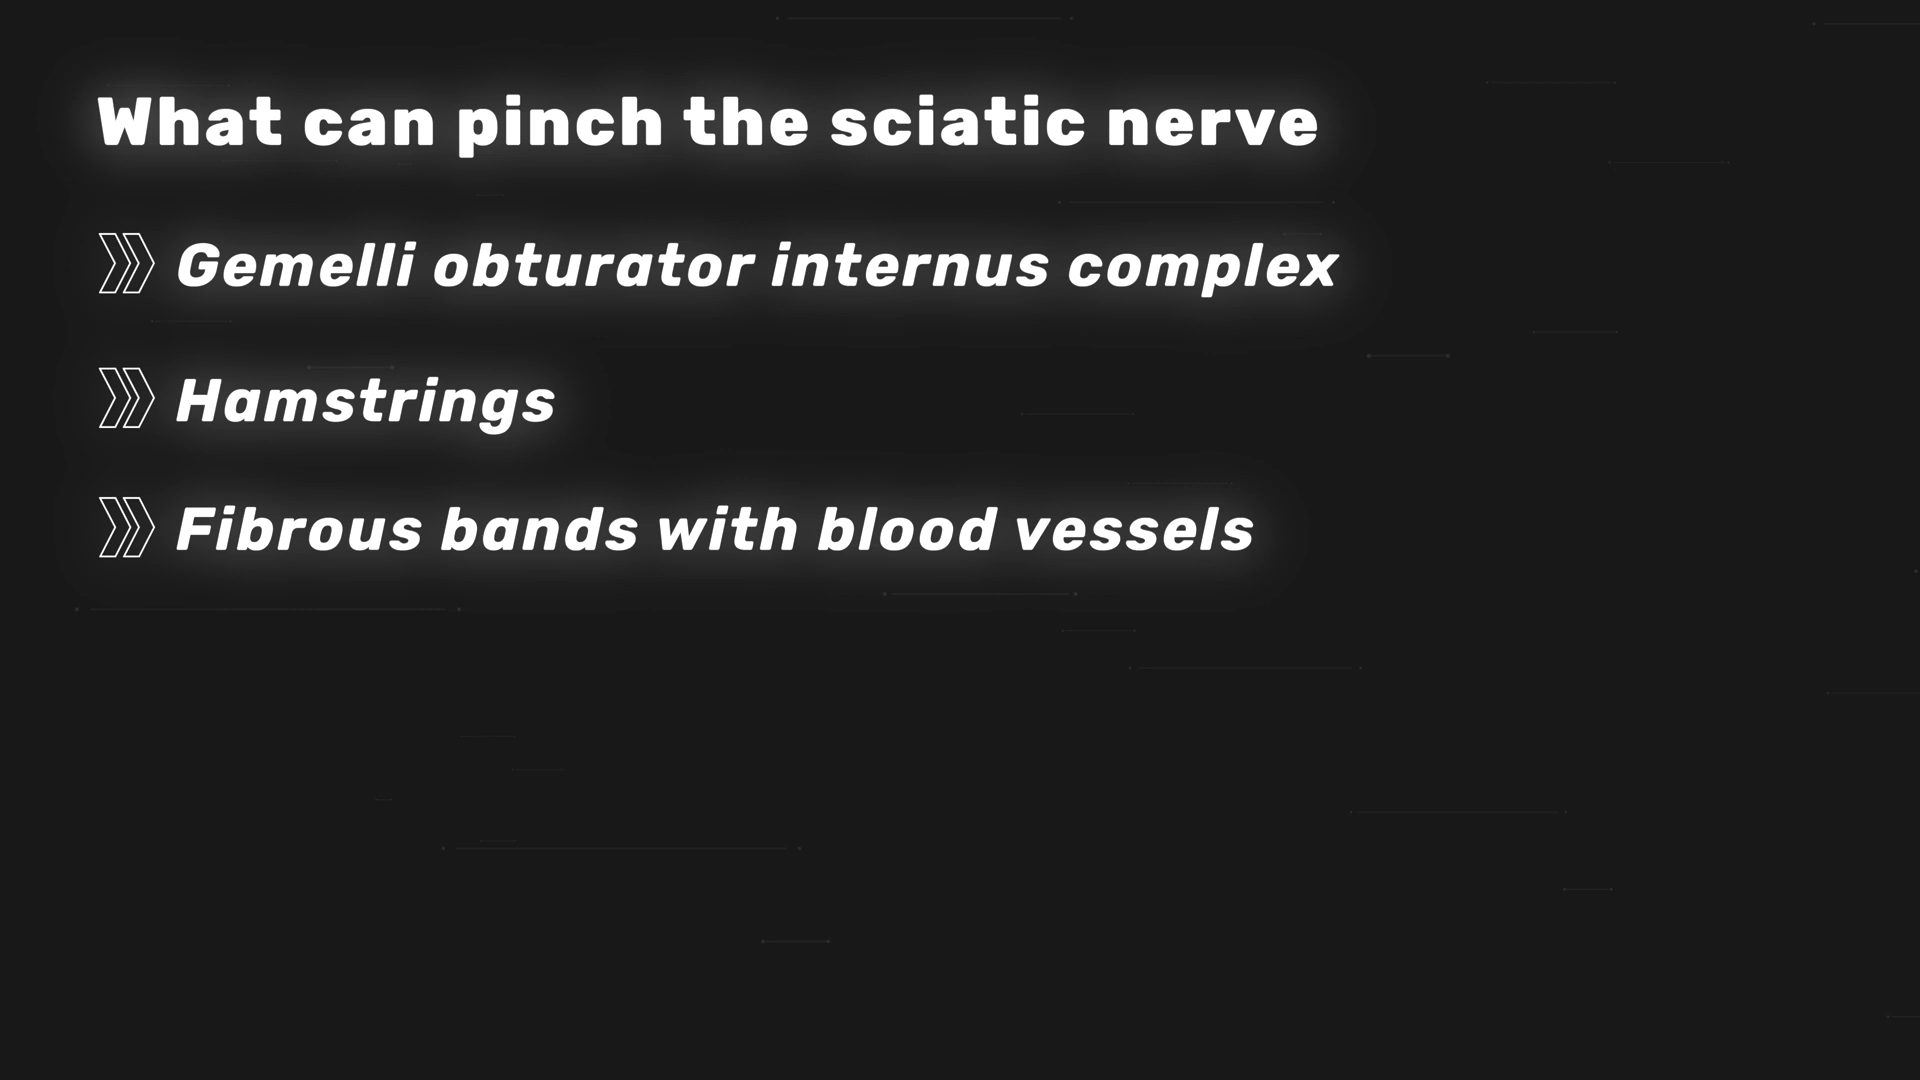 What can pinch the sciatic nerve
Gemelli obturator internus complex
Hamstrings
Fibrous bands with blood vessels